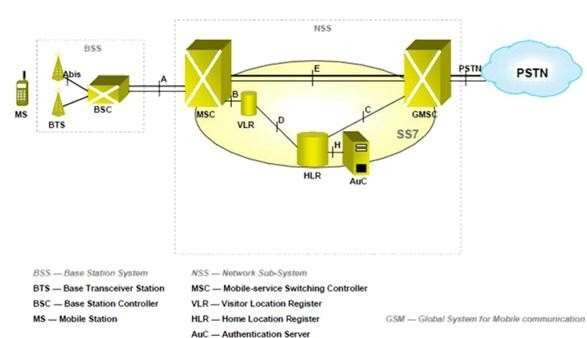 NSS
BSS
Abis
A
E
PSTN
PSTN
MS
BTS
BSC
MSC
B
VLR
D
C
GMSC
SS7
H
HLR
AuC
BSS — Base Station System
BTS — Base Transceiver Station
BSC — Base Station Controller
MS — Mobile Station
NSS — Network Sub-System
MSC — Mobile-service Switching Controller
VLR — Visitor Location Register
HLR — Home Location Register
AuC — Authentication Server
GSM — Global System for Mobile communication